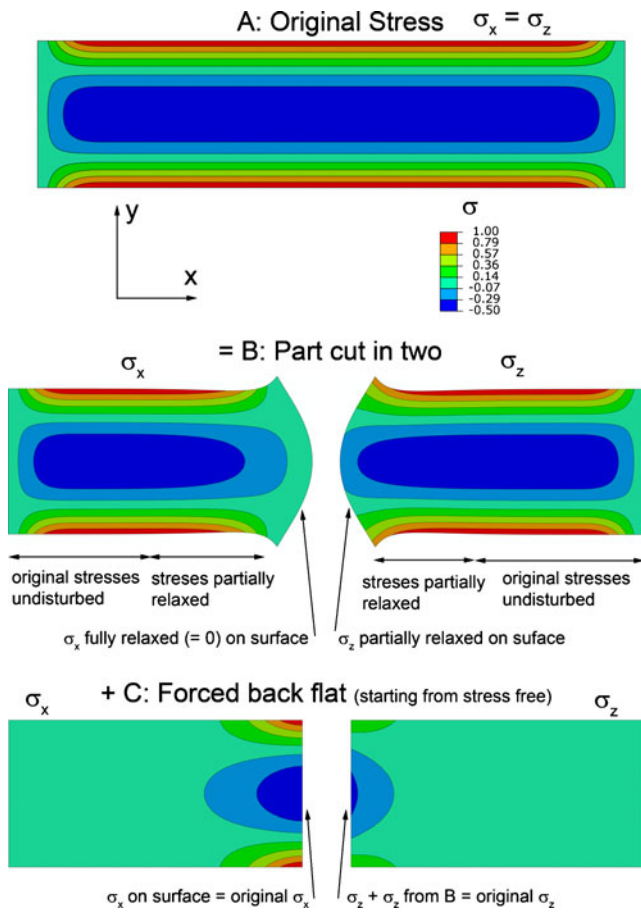 A: Original Stress σx = σz
y
x
σ
1.00
0.79
0.57
0.36
0.14
-0.07
-0.29
-0.50
= B: Part cut in two
σx
σz
original stresses
undisturbed
streses partially
relaxed
streses partially
relaxed
original stresses
undisturbed
σx fully relaxed (= 0) on surface
σz partially relaxed on suface
+ C: Forced back flat (starting from stress free)
σx
σz
σx on surface = original σx
σz + σz from B = original σz